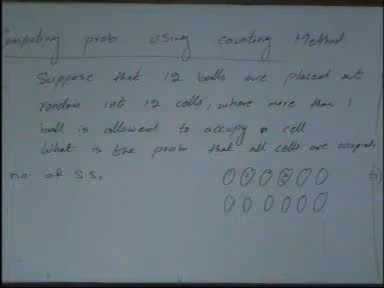 Computing prob using counting Method
Suppose that 12 balls are placed at
random int 12 cells, where more than 1
ball is allowed to occupy a cell
What is the prob that all cells are occupied
no of S.S,